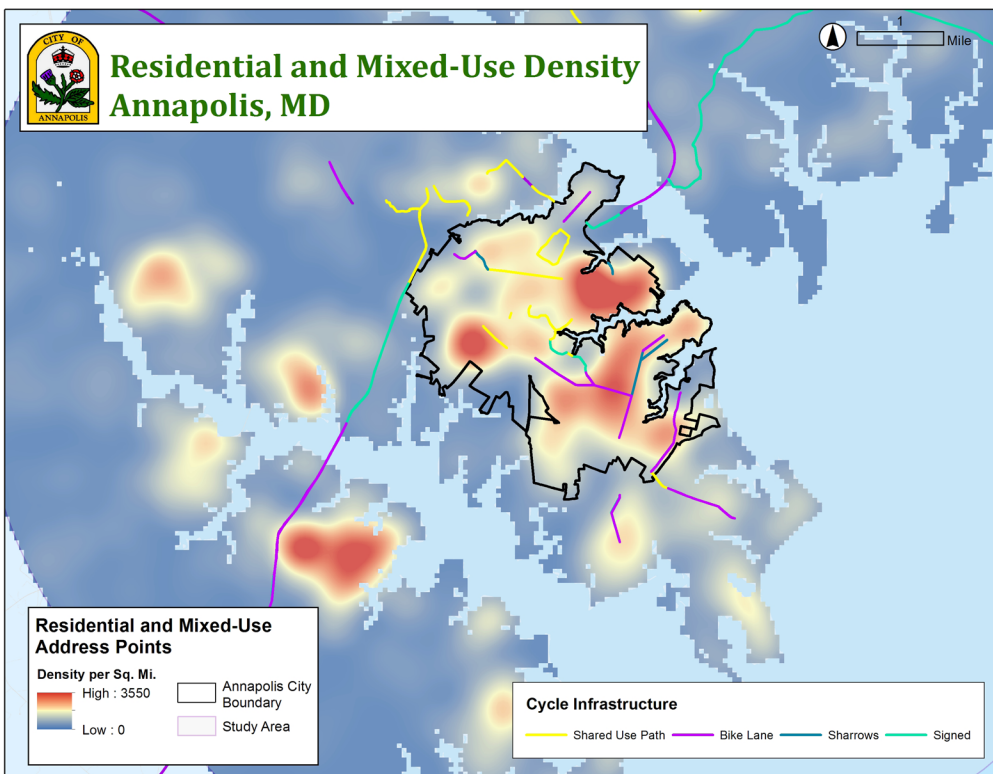 CITY OF
ANNAPOLIS
Residential and Mixed-Use Density
Annapolis, MD
1
Mile
Residential and Mixed-Use
Address Points
Density per Sq. Mi.
High : 3550
Low : 0
Annapolis City
Boundary
Study Area
Cycle Infrastructure
Shared Use Path
Bike Lane
Sharrows
Signed